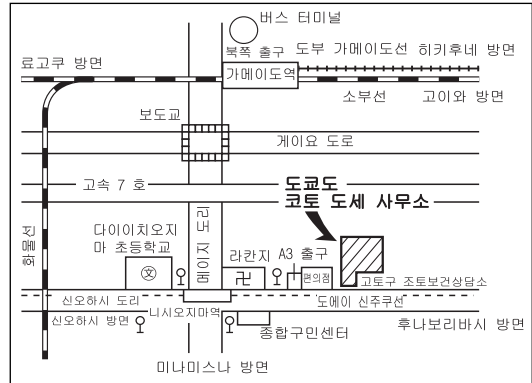 버스 터미널
북쪽 출구
도부 가메이도선
히키후네 방면
료고쿠 방면
가메이도역
소부선
고이와 방면
보도교
게이요 도로
고속 7 호
도쿄도
코토 도세 사무소
메이지 도리
화물선
다이이치오지
마 초등학교
라칸지
A3 출구
文
卍
편의점
고토구 조토보건상담소
신오하시 도리
도에이 신주쿠선
신오하시 방면
니시오지마역
종합구민센터
후나보리바시 방면
미나미스나 방면